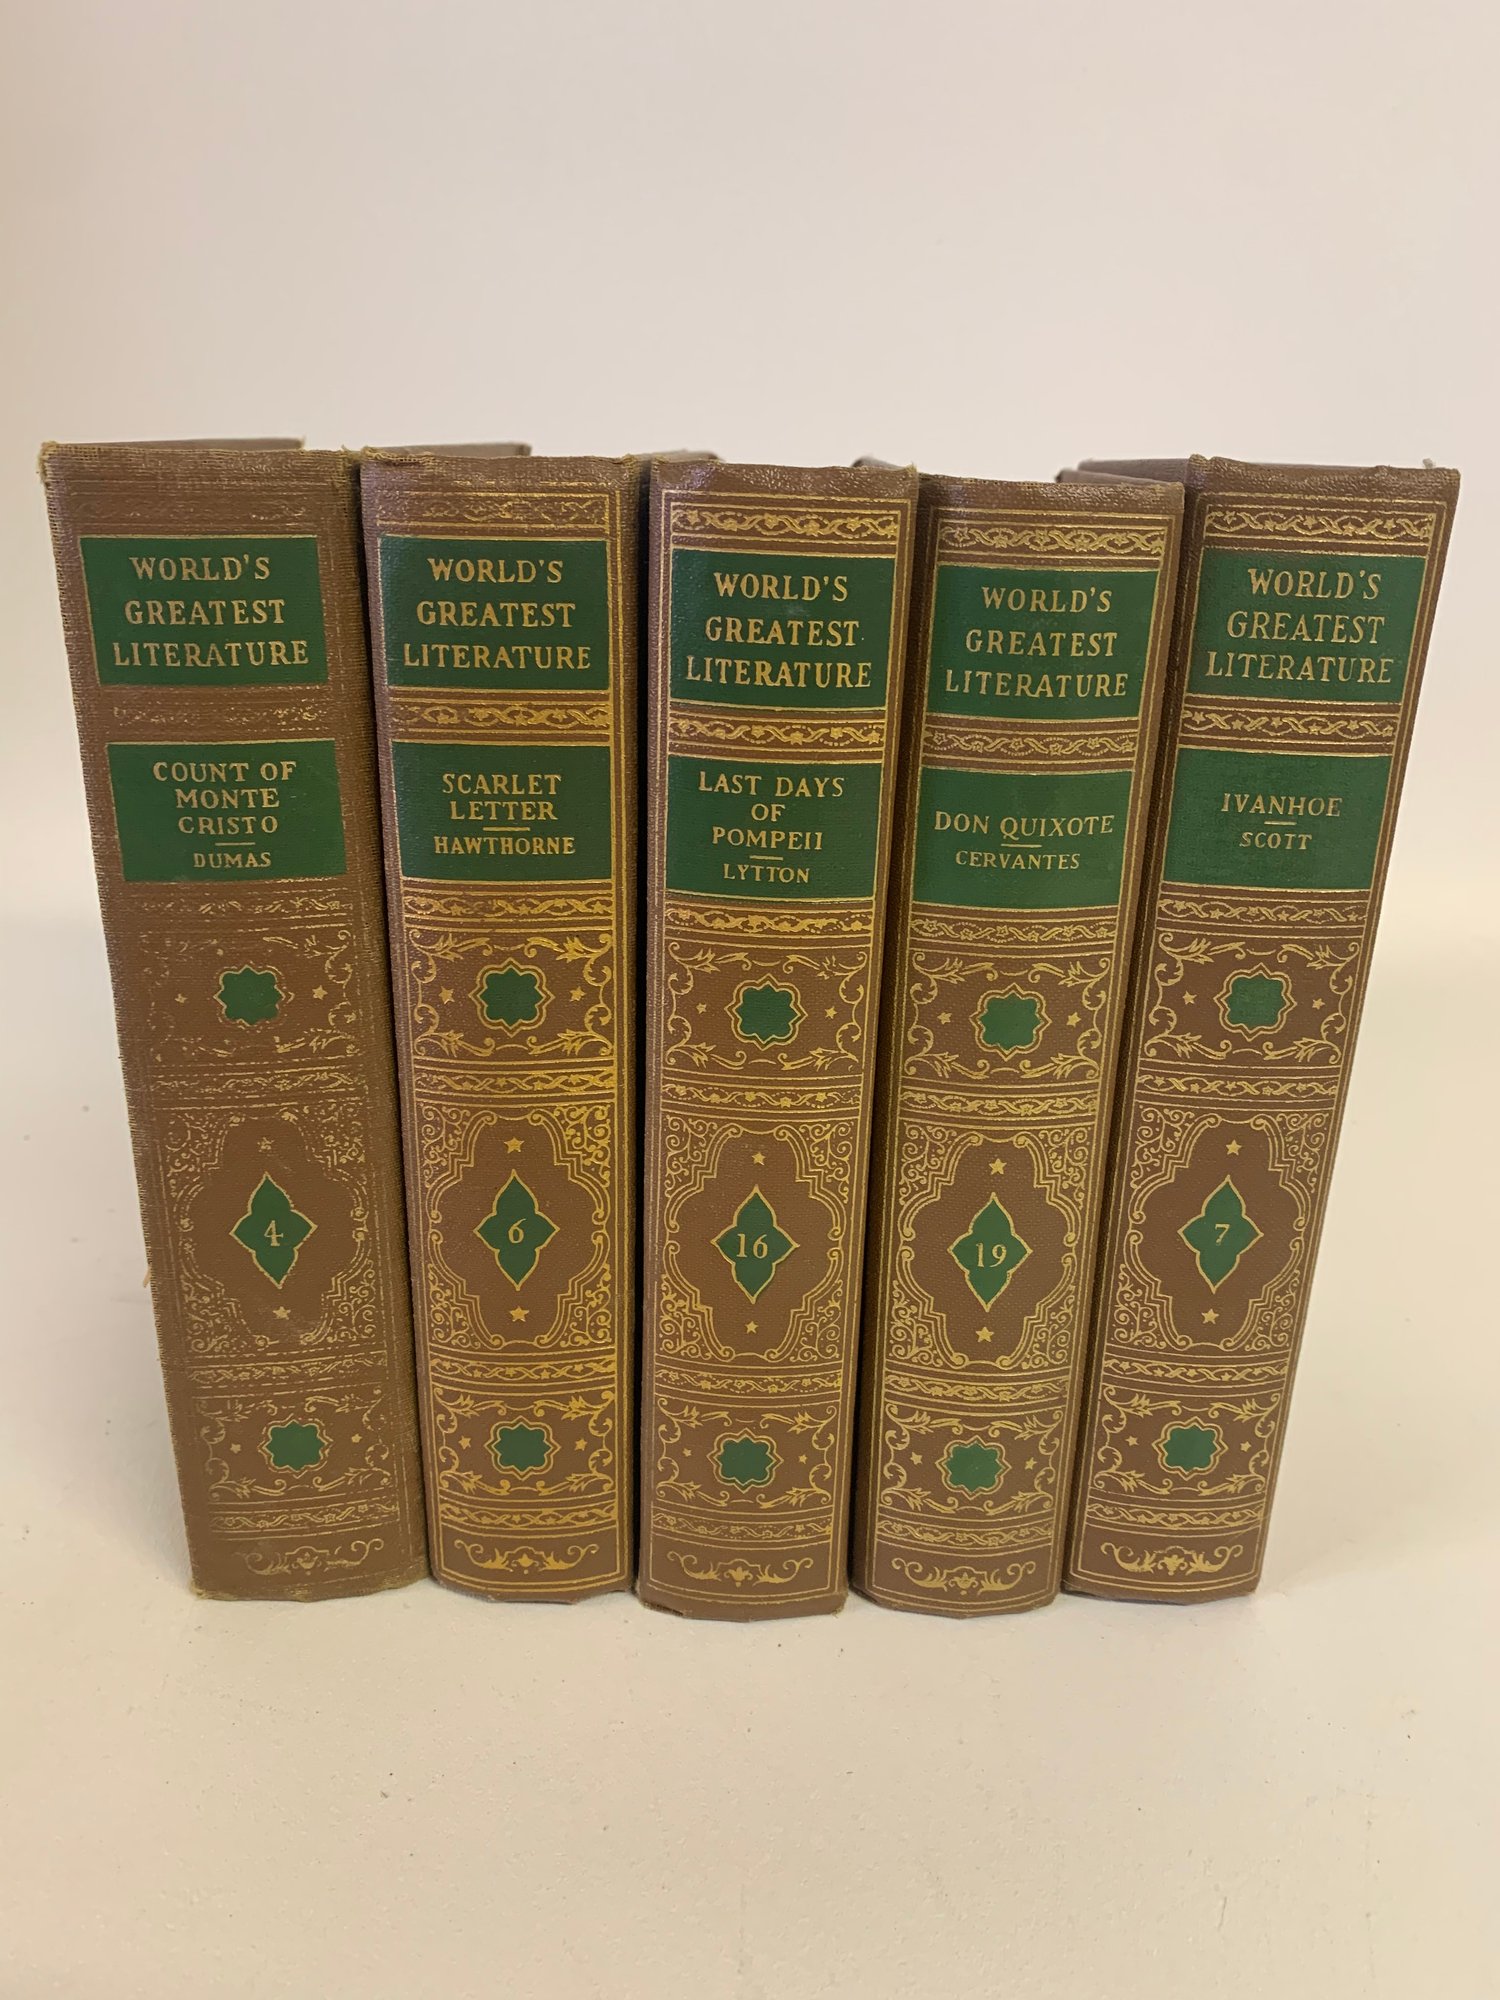 WORLD'S
GREATEST
LITERATURE
COUNT OF
MONTE
CRISTO
DUMAS
4
WORLD'S
GREATEST
LITERATURE
SCARLET
LETTER
HAWTHORNE
6
WORLD'S
GREATEST
LITERATURE
LAST DAYS
OF
POMPEII
LYTTON
16
WORLD'S
GREATEST
LITERATURE
DON QUIXOTE
CERVANTES
19
WORLD'S
GREATEST
LITERATURE
IVANHOE
SCOTT
7